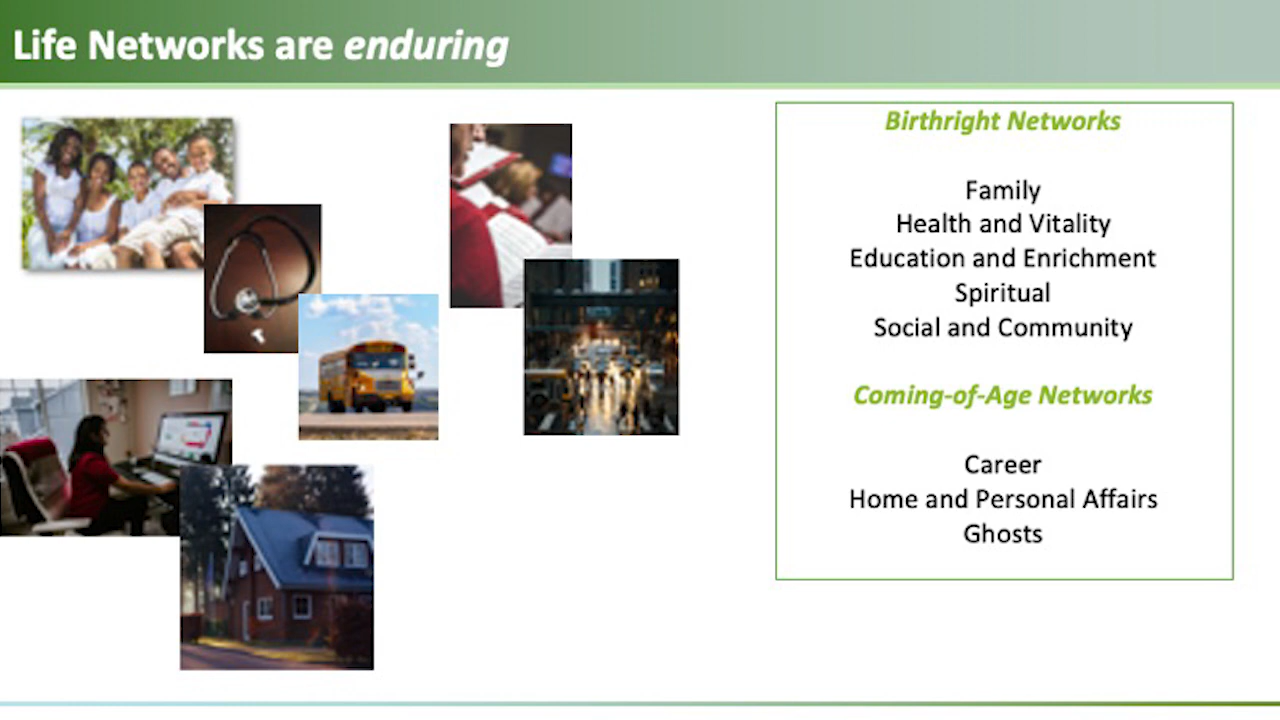 Life Networks are enduring
Birthright Networks
Family
Health and Vitality
Education and Enrichment
Spiritual
Social and Community
Coming-of-Age Networks
Career
Home and Personal Affairs
Ghosts